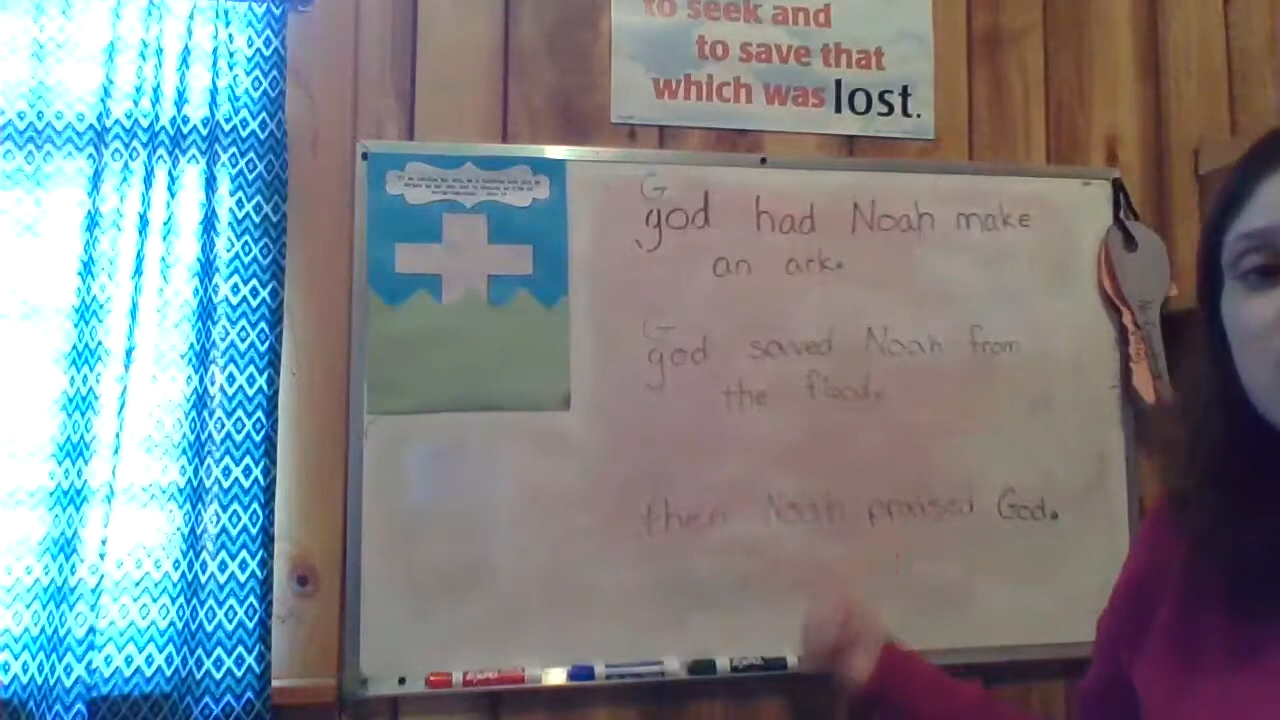 to seek and
to save that
which was lost.
G
god had Noah make
an ark.
G
god saved Noah from
the flood.
then Noah praised God.
EXPO